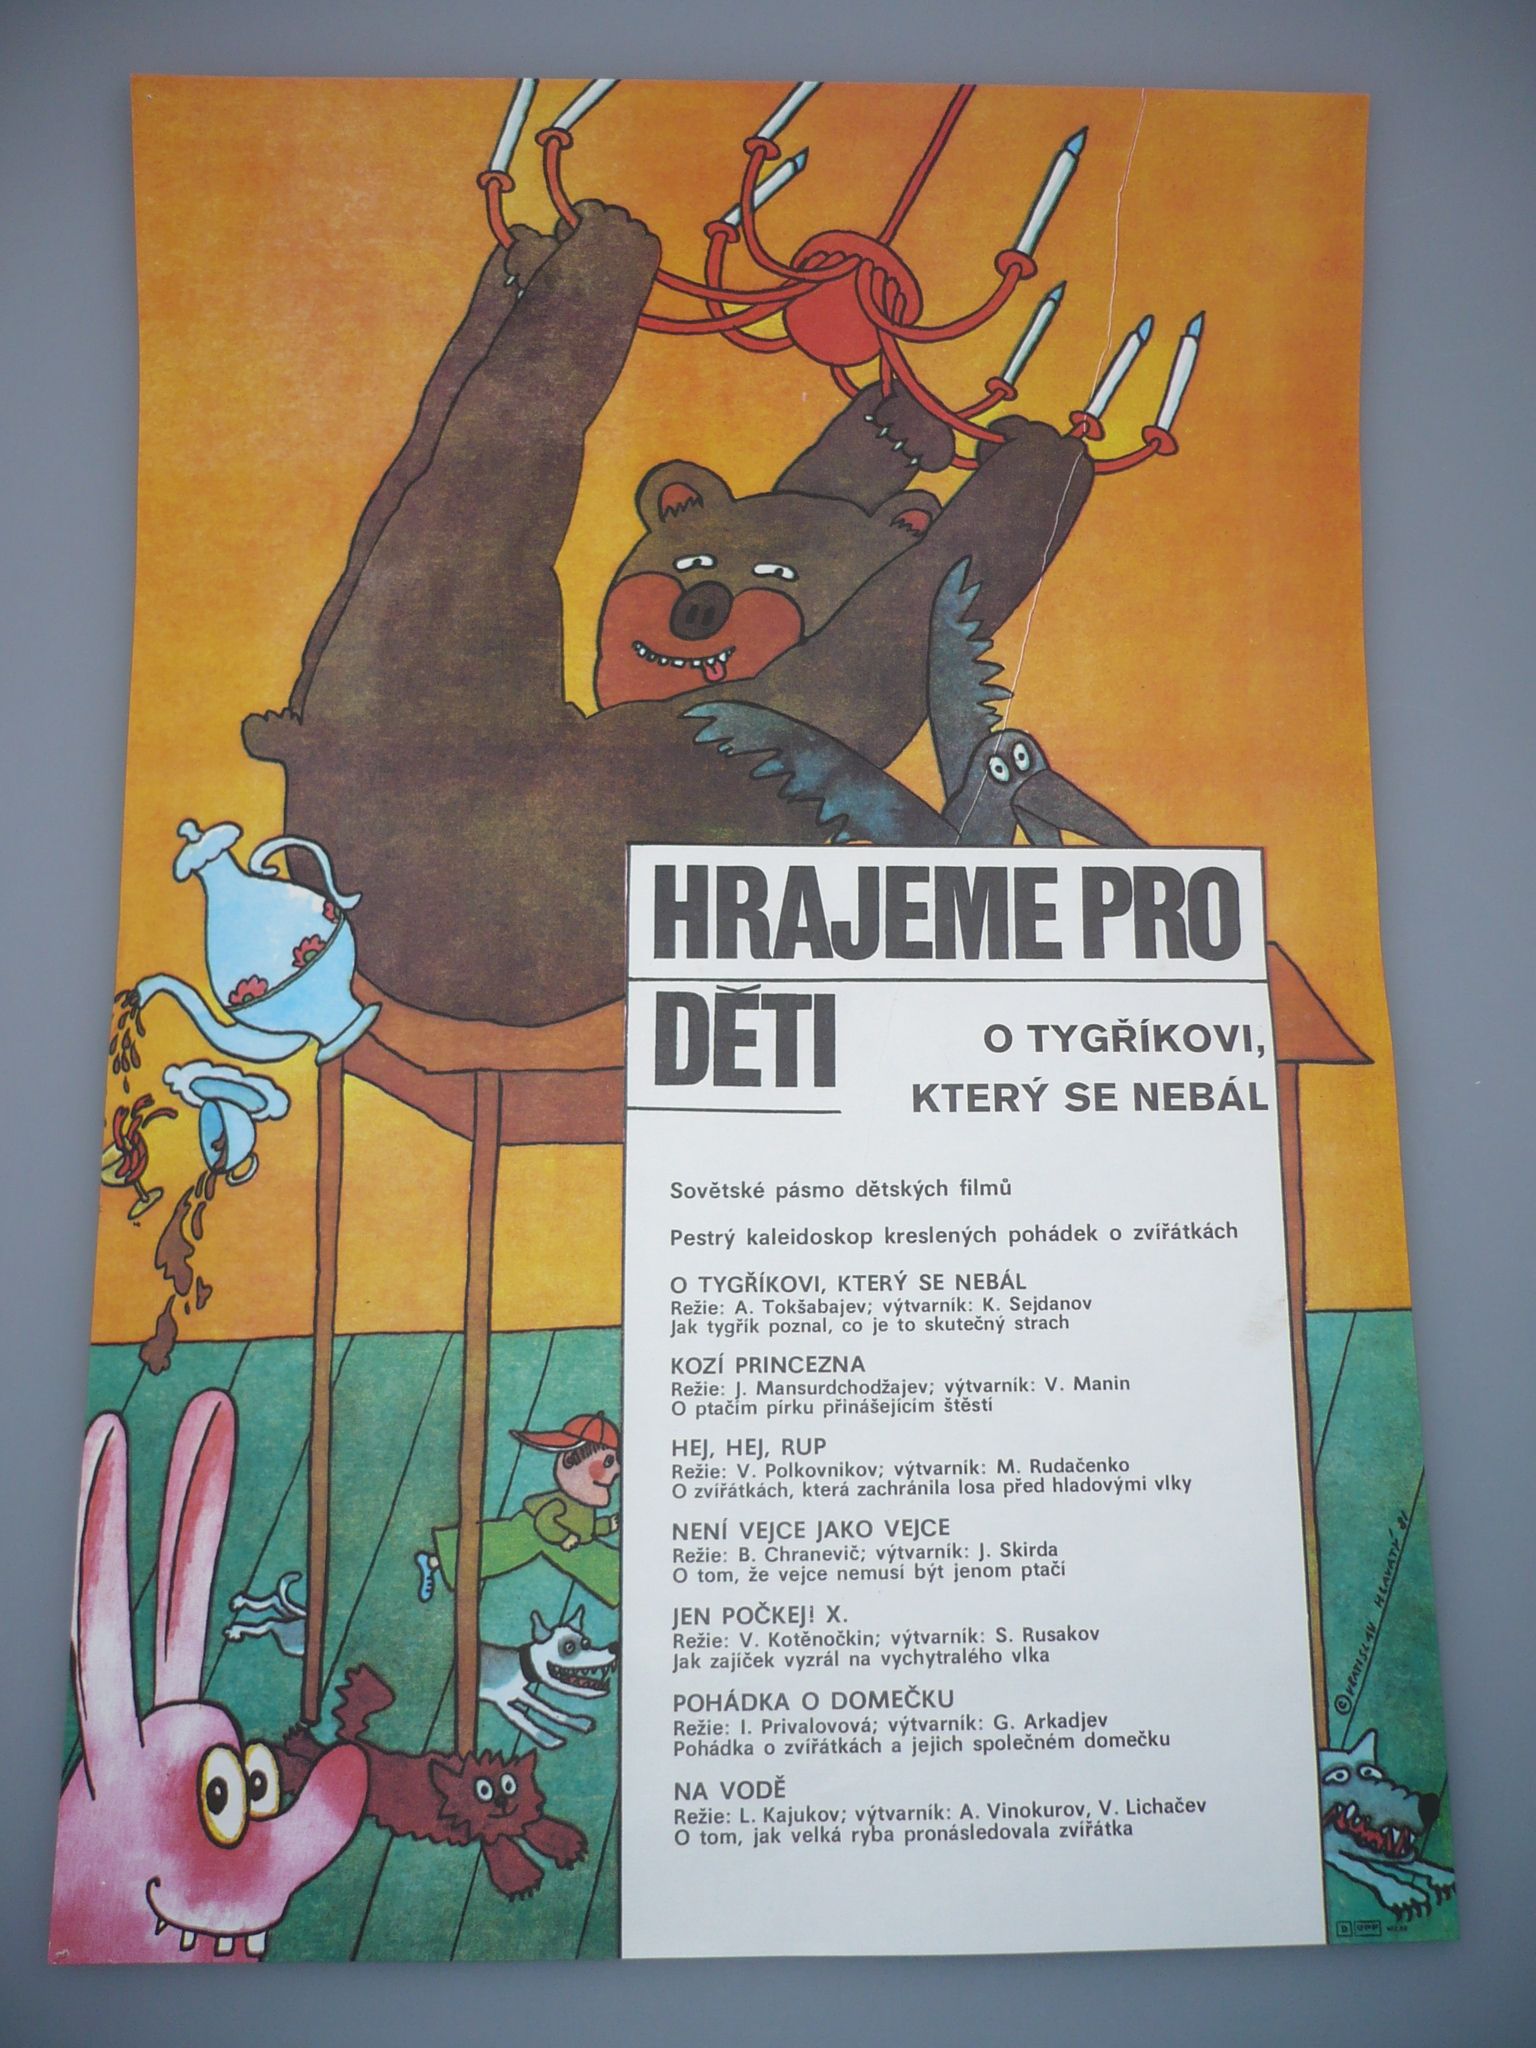 HRAJEME PRO
DĚTI
O TYGŘÍKOVI,
KTERÝ SE NEBÁL
Sovětské pásmo dětských filmů
Pestrý kaleidoskop kreslených pohádek o zvířátkách
O TYGŘÍKOVI, KTERÝ SE NEBÁL
Režie: A. Tokšabajev; výtvarník: K. Sejdanov
Jak tygřík poznal, co je to skutečný strach
KOZÍ PRINCEZNA
Režie: J. Mansurdchodžajev; výtvarník: V. Manin
O ptačím pírku přinášejícím štěstí
HEJ, HEJ, RUP
Režie: V. Polkovnikov; výtvarník: M. Rudačenko
O zvířátkách, která zachránila losa před hladovými vlky
NENÍ VEJCE JAKO VEJCE
Režie: B. Chranevič; výtvarník: J. Skirda
O tom, že vejce nemusí být jenom ptačí
JEN POČKEJ! X.
Režie: V. Kotěnočkin; výtvarník: S. Rusakov
Jak zajíček vyzrál na vychytralého vlka
POHÁDKA O DOMEČKU
Režie: I. Privalovová; výtvarník: G. Arkadjev
Pohádka o zvířátkách a jejich společném domečku
NA VODĚ
Režie: L. Kajukov; výtvarník: A. Vinokurov, V. Lichačev
O tom, jak velká ryba pronásledovala zvířátka
© VRATISLAV HLAVATÝ 81